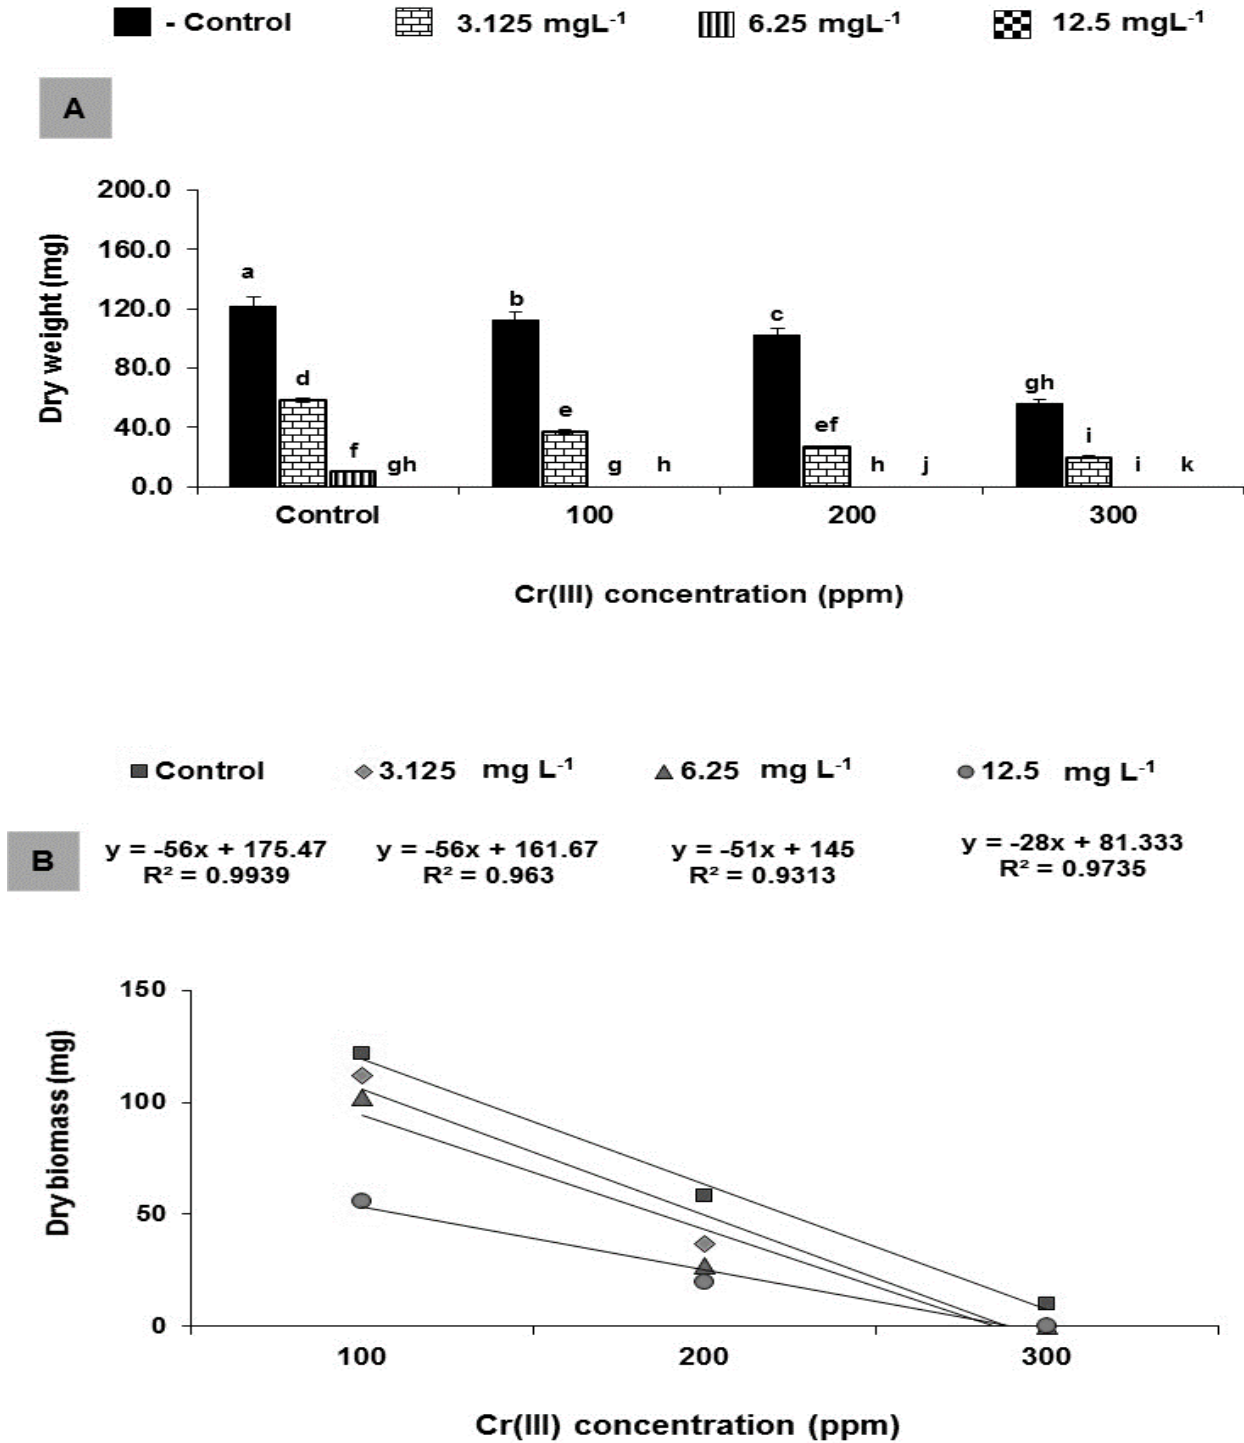 - Control 3.125 mgL⁻¹ 6.25 mgL⁻¹ 12.5 mgL⁻¹
A
Dry weight (mg)
200.0
160.0
120.0
80.0
40.0
0.0
a
d
f
gh
b
e
g
h
c
ef
h
j
gh
i
i
k
Control 100 200 300
Cr(III) concentration (ppm)
Control 3.125 mg L⁻¹ 6.25 mg L⁻¹ 12.5 mg L⁻¹
B
y = -56x + 175.47
R² = 0.9939
y = -56x + 161.67
R² = 0.963
y = -51x + 145
R² = 0.9313
y = -28x + 81.333
R² = 0.9735
Dry biomass (mg)
150
100
50
0
100 200 300
Cr(III) concentration (ppm)